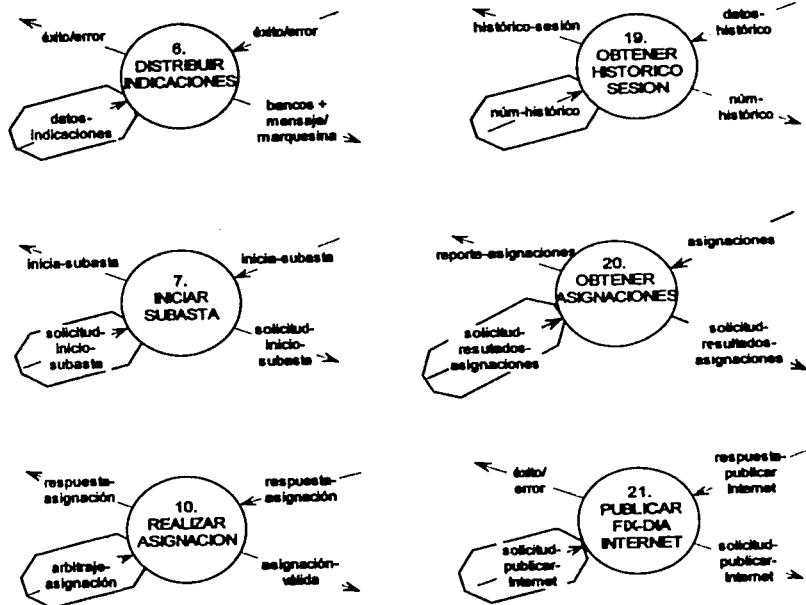 éxito/error
éxito/error
6.
DISTRIBUIR
INDICACIONES
datos-
indicaciones
bancos +
mensaje/
marquesina
inicia-subasta
inicia-subasta
7.
INICIAR
SUBASTA
solicitud-
inicio-
subasta
solicitud-
inicio-
subasta
respuesta-
asignación
respuesta-
asignación
10.
REALIZAR
ASIGNACION
arbitraje-
asignación
asignación-
válida
histórico-sesión
datos-
histórico
19.
OBTENER
HISTORICO
SESION
núm-histórico
núm-
histórico
reporte-asignaciones
asignaciones
20.
OBTENER
ASIGNACIONES
solicitud-
resultados-
asignaciones
solicitud-
resultados-
asignaciones
éxito/
error
respuesta-
publicar
Internet
21.
PUBLICAR
FIX-DIA
INTERNET
solicitud-
publicar-
Internet
solicitud-
publicar-
Internet